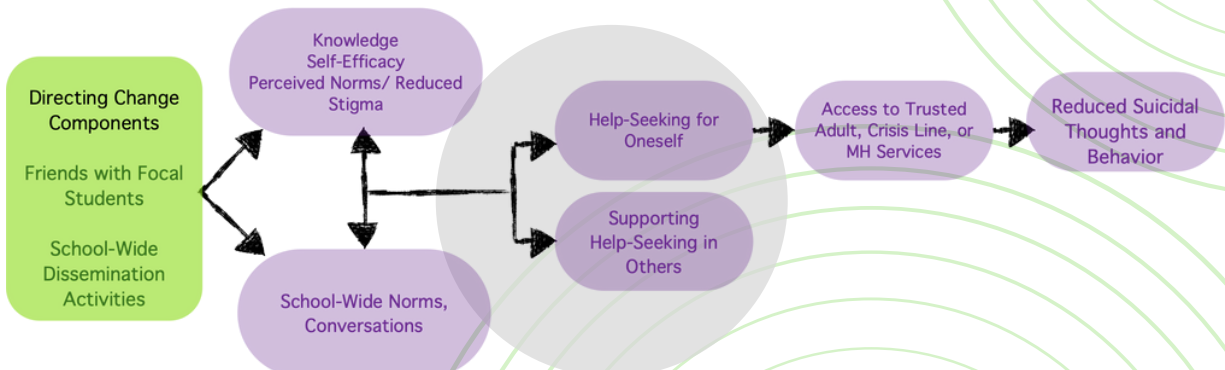 Directing Change
Components
Friends with Focal
Students
School-Wide
Dissemination
Activities
Knowledge
Self-Efficacy
Perceived Norms/ Reduced
Stigma
School-Wide Norms,
Conversations
Help-Seeking for
Oneself
Supporting
Help-Seeking in
Others
Access to Trusted
Adult, Crisis Line, or
MH Services
Reduced Suicidal
Thoughts and
Behavior